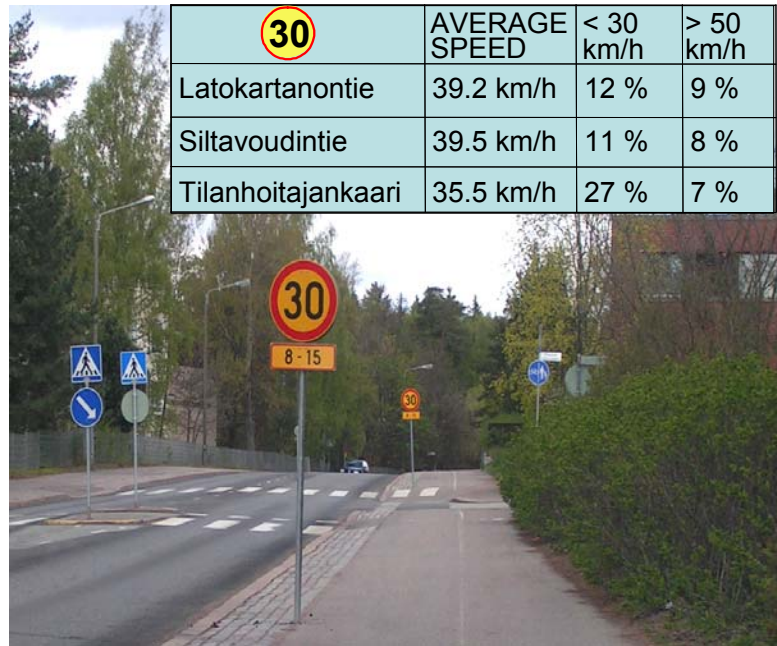 30 AVERAGE SPEED < 30 km/h > 50 km/h
Latokartanontie 39.2 km/h 12 % 9 %
Siltavoudintie 39.5 km/h 11 % 8 %
Tilanhoitajankaari 35.5 km/h 27 % 7 %
30
8 - 15
30